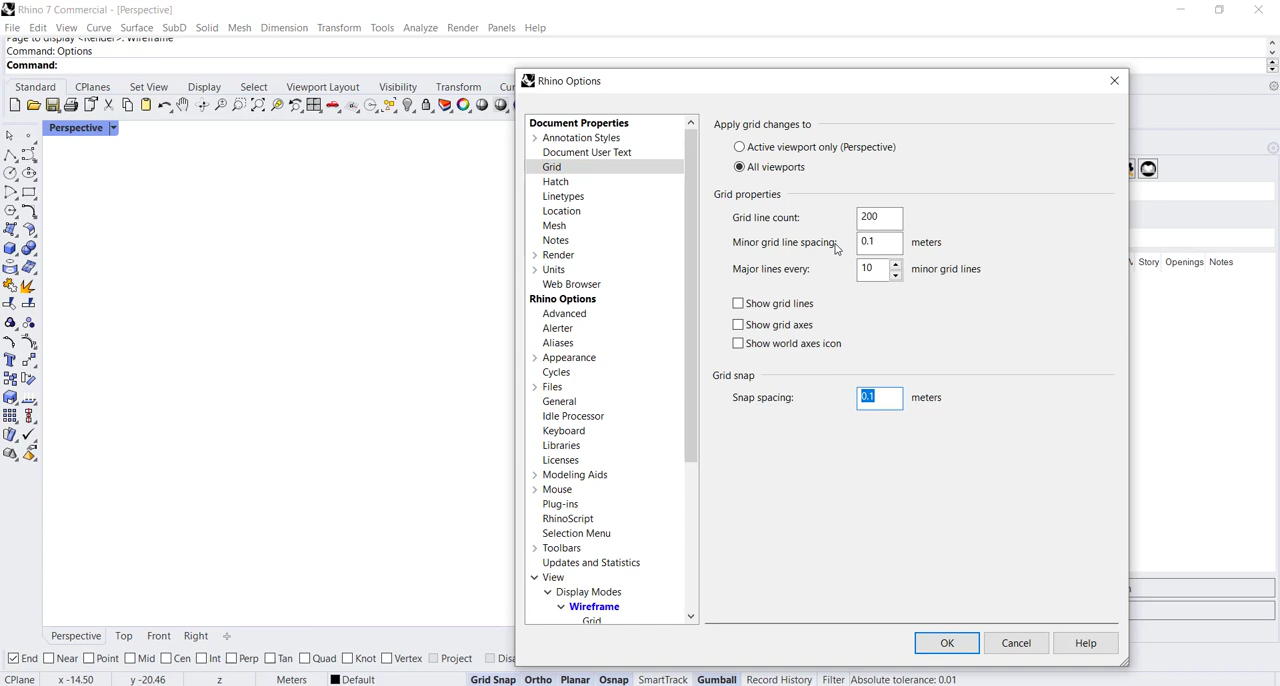 Rhino 7 Commercial - [Perspective]
File Edit View Curve Surface SubD Solid Mesh Dimension Transform Tools Analyze Render Panels Help
Page to display <Render>: Wireframe
Command: Options
Command:
Rhino Options
Standard CPlanes Set View Display Select Viewport Layout Visibility Transform Cur
Perspective
Document Properties
Annotation Styles
Document User Text
Grid
Hatch
Linetypes
Location
Mesh
Notes
Render
Units
Web Browser
Rhino Options
Advanced
Alerter
Aliases
Appearance
Cycles
Files
General
Idle Processor
Keyboard
Libraries
Licenses
Modeling Aids
Mouse
Plug-ins
RhinoScript
Selection Menu
Toolbars
Updates and Statistics
View
Display Modes
Wireframe
Grid
Apply grid changes to
Active viewport only (Perspective)
All viewports
Grid properties
Grid line count: 200
Minor grid line spacing: 0.1 meters
Major lines every: 10 minor grid lines
Show grid lines
Show grid axes
Show world axes icon
Grid snap
Snap spacing: 0.1 meters
OK Cancel Help
Story Openings Notes
Perspective Top Front Right
End Near Point Mid Cen Int Perp Tan Quad Knot Vertex Project Disa
CPlane x -14.50 y -20.46 z Meters Default Grid Snap Ortho Planar Osnap SmartTrack Gumball Record History Filter Absolute tolerance: 0.01